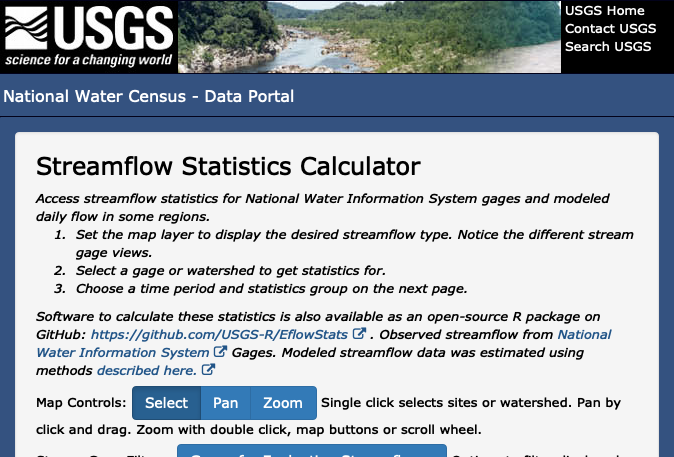 USGS
science for a changing world
USGS Home
Contact USGS
Search USGS
National Water Census - Data Portal
Streamflow Statistics Calculator
Access streamflow statistics for National Water Information System gages and modeled
daily flow in some regions.
1. Set the map layer to display the desired streamflow type. Notice the different stream
gage views.
2. Select a gage or watershed to get statistics for.
3. Choose a time period and statistics group on the next page.
Software to calculate these statistics is also available as an open-source R package on
GitHub: https://github.com/USGS-R/EflowStats . Observed streamflow from National
Water Information System Gages. Modeled streamflow data was estimated using
methods described here.
Map Controls: Select Pan Zoom Single click selects sites or watershed. Pan by
click and drag. Zoom with double click, map buttons or scroll wheel.